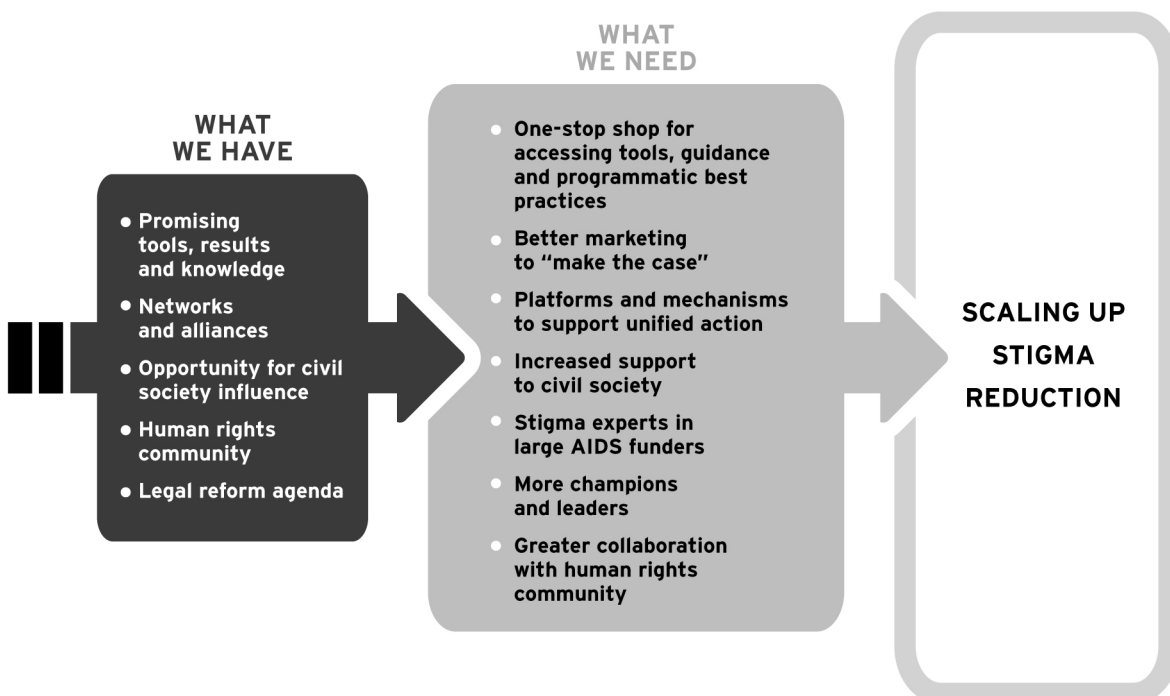 WHAT
WE HAVE
• Promising
tools, results
and knowledge
• Networks
and alliances
• Opportunity for civil
society influence
• Human rights
community
• Legal reform agenda
WHAT
WE NEED
• One-stop shop for
accessing tools, guidance
and programmatic best
practices
• Better marketing
to “make the case”
• Platforms and mechanisms
to support unified action
• Increased support
to civil society
• Stigma experts in
large AIDS funders
• More champions
and leaders
• Greater collaboration
with human rights
community
SCALING UP
STIGMA
REDUCTION